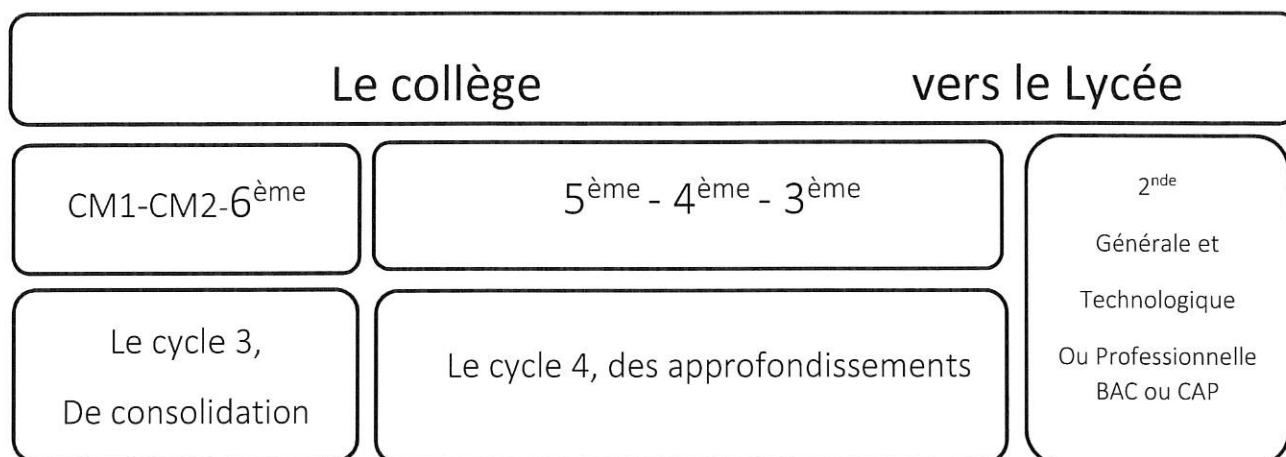 Le collège vers le Lycée
CM1-CM2-6ème
5ème - 4ème - 3ème
2nde
Générale et
Technologique
Ou Professionnelle
BAC ou CAP
Le cycle 3,
De consolidation
Le cycle 4, des approfondissements